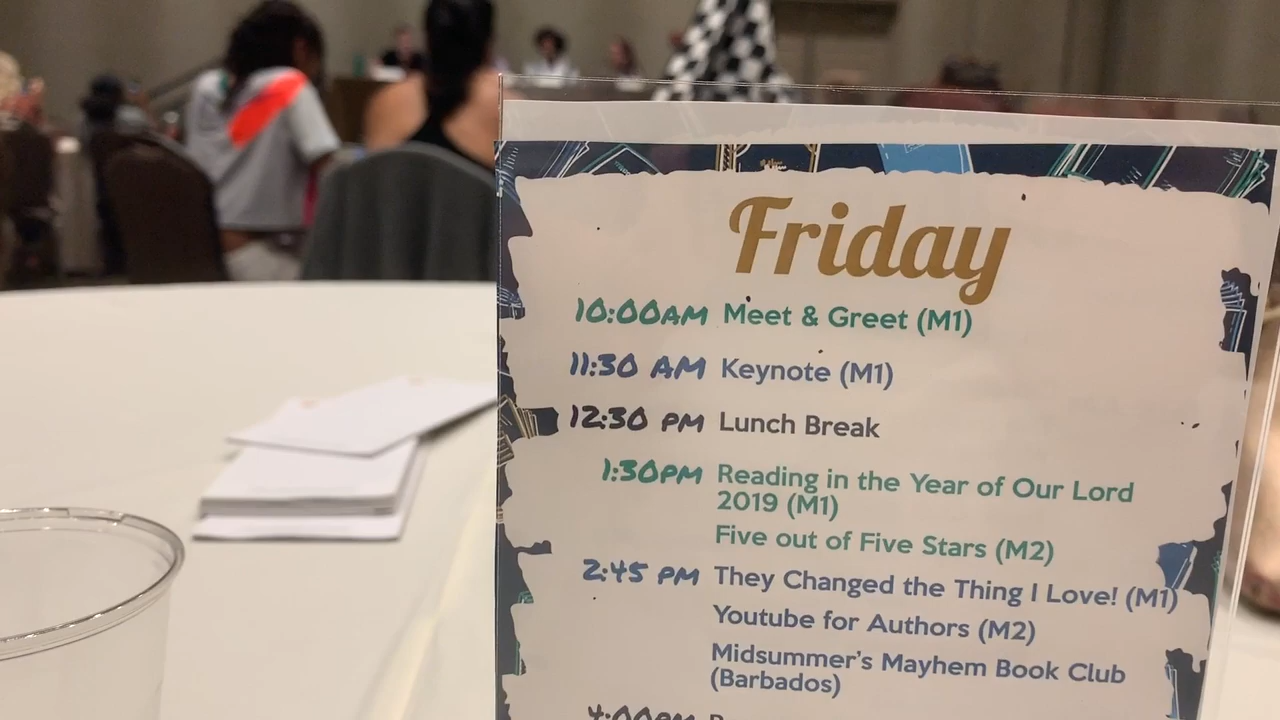 Friday
10:00AM Meet & Greet (M1)
11:30 AM Keynote (M1)
12:30 PM Lunch Break
1:30PM Reading in the Year of Our Lord
2019 (M1)
Five out of Five Stars (M2)
2:45 PM They Changed the Thing I Love! (M1)
Youtube for Authors (M2)
Midsummer's Mayhem Book Club
(Barbados)
4:00PM